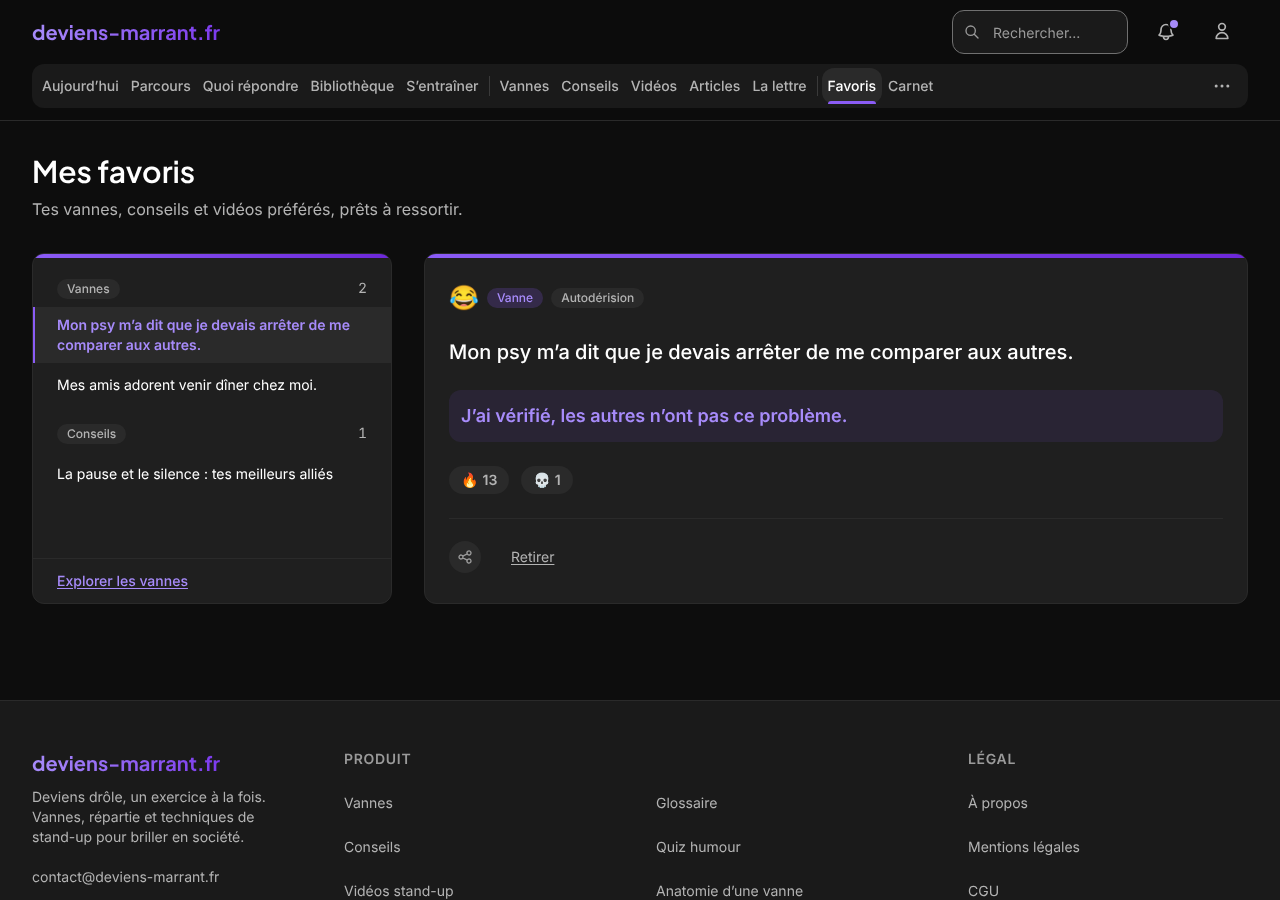 deviens-marrant.fr
Rechercher...
Aujourd’hui Parcours Quoi répondre Bibliothèque S’entraîner Vannes Conseils Vidéos Articles La lettre Favoris Carnet
Mes favoris
Tes vannes, conseils et vidéos préférés, prêts à ressortir.
Vannes 2
Mon psy m’a dit que je devais arrêter de me
comparer aux autres.
Mes amis adorent venir dîner chez moi.
Conseils 1
La pause et le silence : tes meilleurs alliés
Explorer les vannes
Vanne Autodérision
Mon psy m’a dit que je devais arrêter de me comparer aux autres.
J’ai vérifié, les autres n’ont pas ce problème.
🔥 13 💀 1
Retirer
deviens-marrant.fr
Deviens drôle, un exercice à la fois.
Vannes, répartie et techniques de
stand-up pour briller en société.
contact@deviens-marrant.fr
PRODUIT
Vannes
Conseils
Vidéos stand-up
Glossaire
Quiz humour
Anatomie d’une vanne
LÉGAL
À propos
Mentions légales
CGU